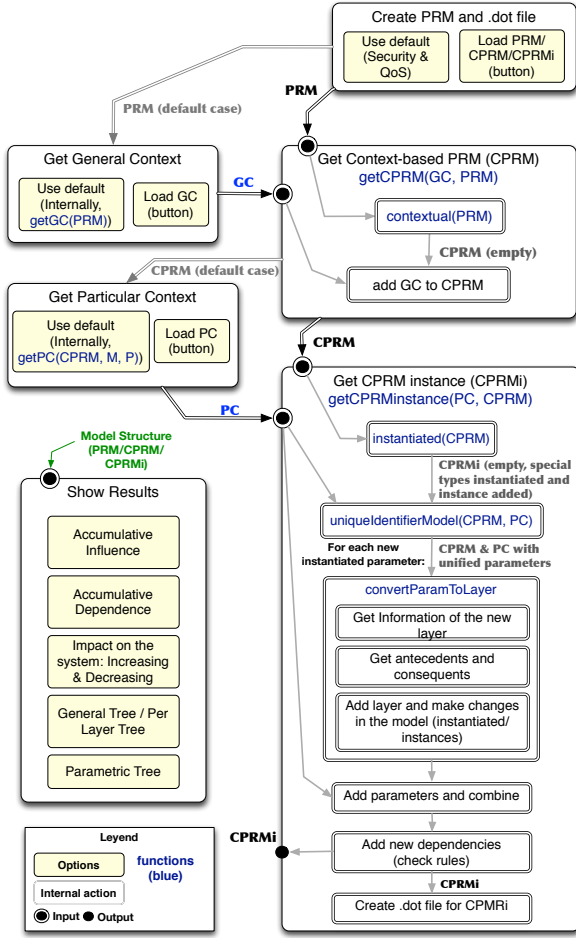 Create PRM and .dot file
Use default
(Security &
QoS)
Load PRM/
CPRM/CPRMi
(button)
PRM (default case)
PRM
Get General Context
Use default
(Internally,
getGC(PRM))
Load GC
(button)
GC
Get Context-based PRM (CPRM)
getCPRM(GC, PRM)
contextual(PRM)
CPRM (empty)
add GC to CPRM
CPRM (default case)
Get Particular Context
Use default
(Internally,
getPC(CPRM, M, P))
Load PC
(button)
CPRM
PC
Get CPRM instance (CPRMi)
getCPRMinstance(PC, CPRM)
instantiated(CPRM)
CPRMi (empty, special
types instantiated and
instance added)
uniqueIdentifierModel(CPRM, PC)
For each new
instantiated parameter:
CPRM & PC with
unified parameters
convertParamToLayer
Get Information of the new
layer
Get antecedents and
consequents
Add layer and make changes
in the model (instantiated/
instances)
Add parameters and combine
Add new dependencies
(check rules)
CPRMi
CPRMi
Create .dot file for CPMRi
Model Structure
(PRM/CPRM/
CPRMi)
Show Results
Accumulative
Influence
Accumulative
Dependence
Impact on the
system: Increasing
& Decreasing
General Tree / Per
Layer Tree
Parametric Tree
Leyend
Options
functions
(blue)
Internal action
Input
Output